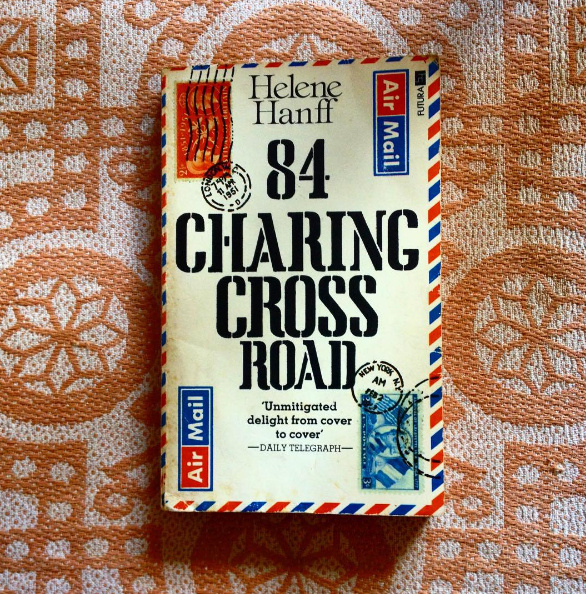 Helene
Hanff
Air Mail
FUTURA
84
CHARING
CROSS
ROAD
NEW YORK, N.Y.
AM
'Unmitigated
delight from cover
to cover'
DAILY TELEGRAPH
Air Mail